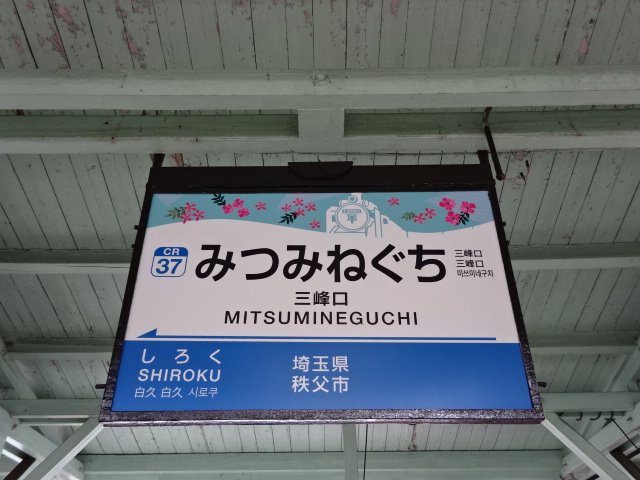 CR
37
みつみねぐち
三峰口
三峰口
미쓰미네구치
三峰口
MITSUMINEGUCHI
しろく
SHIROKU
白久 白久 시로쿠
埼玉県
秩父市